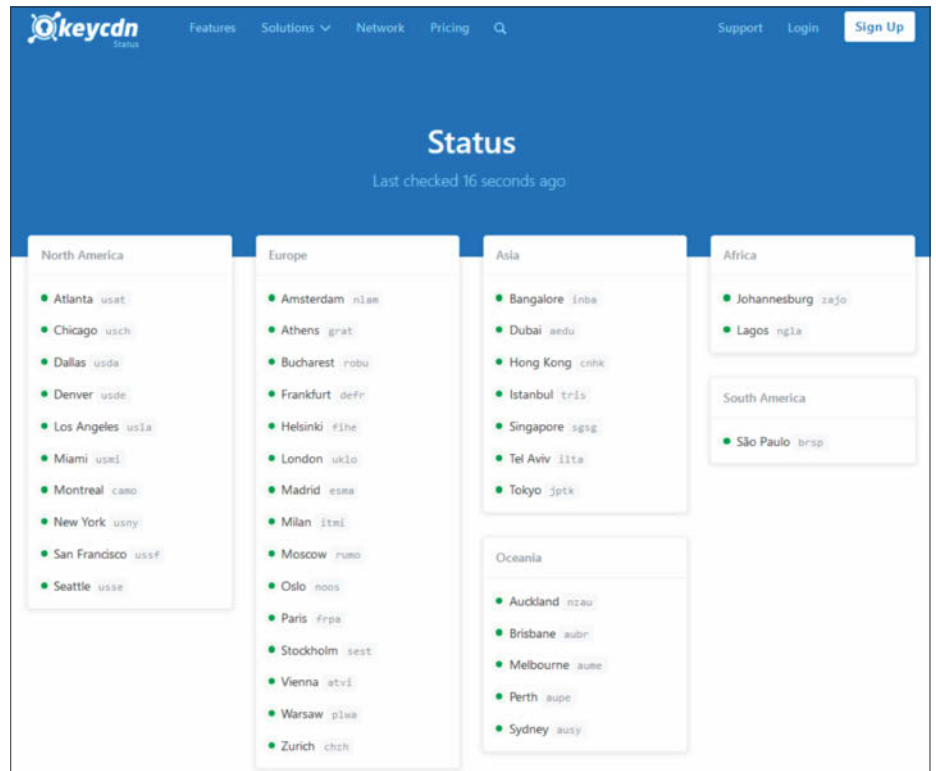 keycdn
Status
Features Solutions Network Pricing
Support Login Sign Up
Status
Last checked 16 seconds ago
North America
Atlanta usat
Chicago usch
Dallas usda
Denver usde
Los Angeles usla
Miami usmi
Montreal camo
New York usny
San Francisco ussf
Seattle usse
Europe
Amsterdam nlam
Athens grat
Bucharest robu
Frankfurt defr
Helsinki fihe
London uklo
Madrid esma
Milan itmi
Moscow rumo
Oslo noos
Paris frpa
Stockholm sest
Vienna atvi
Warsaw plwa
Zurich chzh
Asia
Bangalore inba
Dubai aedu
Hong Kong cnhk
Istanbul tris
Singapore sgsg
Tel Aviv ilta
Tokyo jptk
Oceania
Auckland nzau
Brisbane aubr
Melbourne aume
Perth aupe
Sydney ausy
Africa
Johannesburg zajo
Lagos ngla
South America
São Paulo brsp